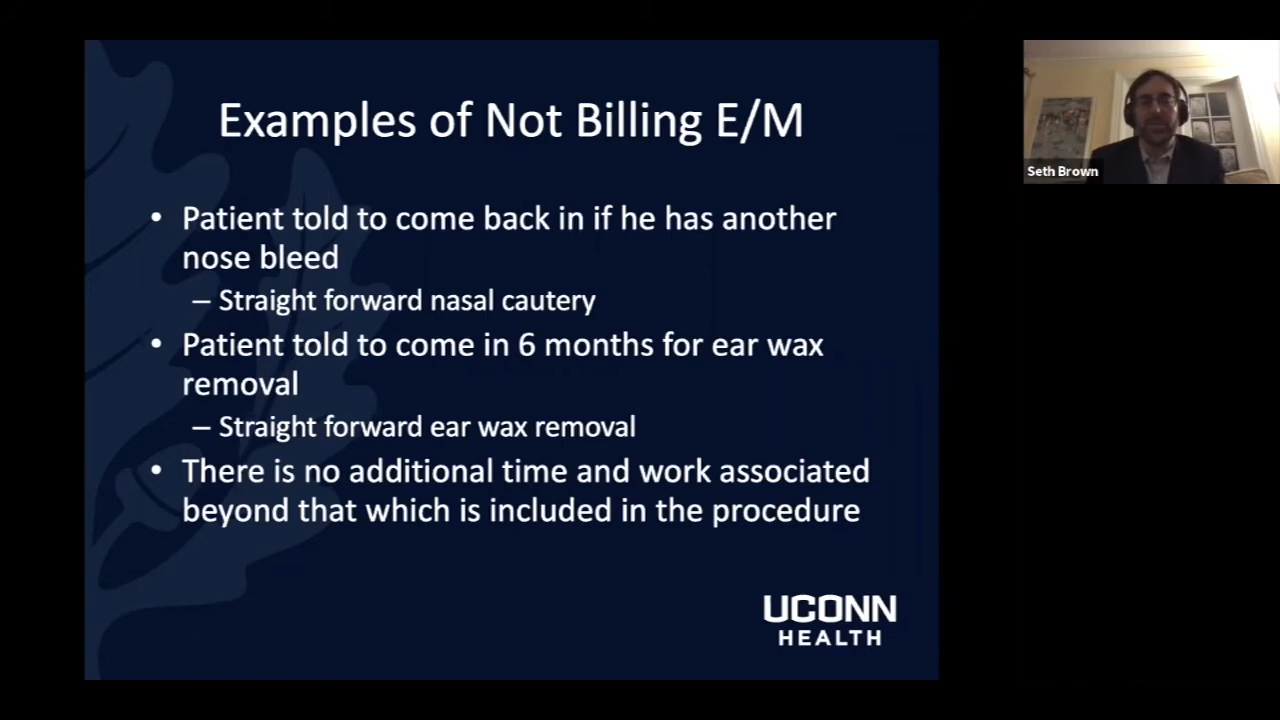 Examples of Not Billing E/M
• Patient told to come back in if he has another
nose bleed
– Straight forward nasal cautery
• Patient told to come in 6 months for ear wax
removal
– Straight forward ear wax removal
• There is no additional time and work associated
beyond that which is included in the procedure
UCONN
HEALTH
Seth Brown